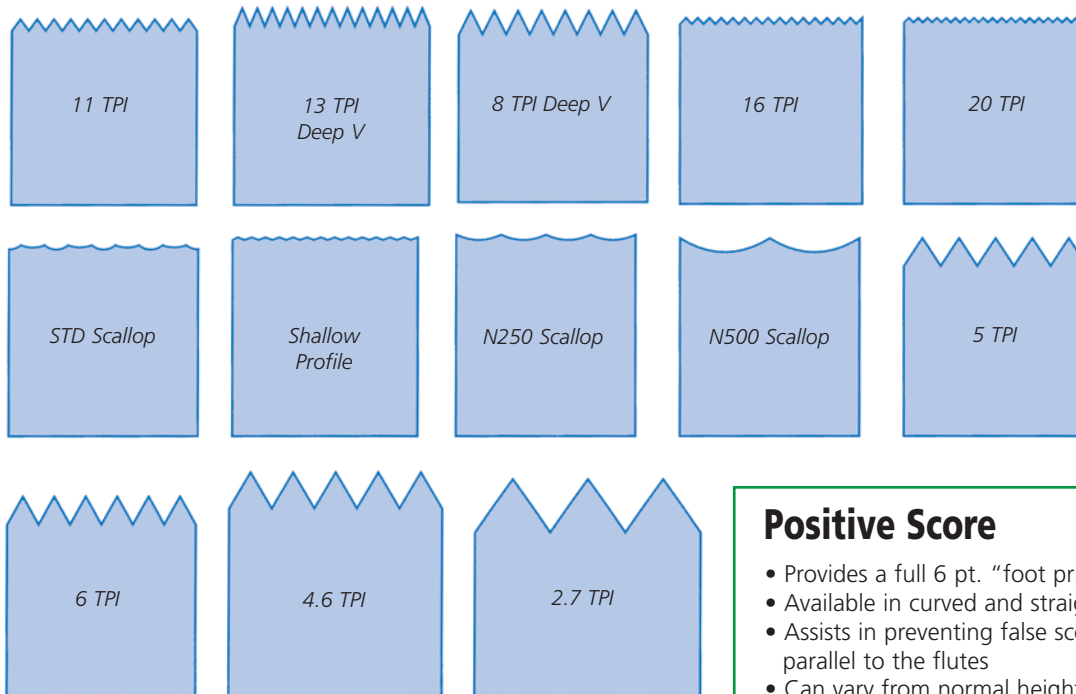 11 TPI
13 TPI
Deep V
8 TPI Deep V
16 TPI
20 TPI
STD Scallop
Shallow
Profile
N250 Scallop
N500 Scallop
5 TPI
6 TPI
4.6 TPI
2.7 TPI
Positive Score
• Provides a full 6 pt. “foot
• Available in curved and
• Assists in preventing false
parallel to the flutes
• Can vary from normal height